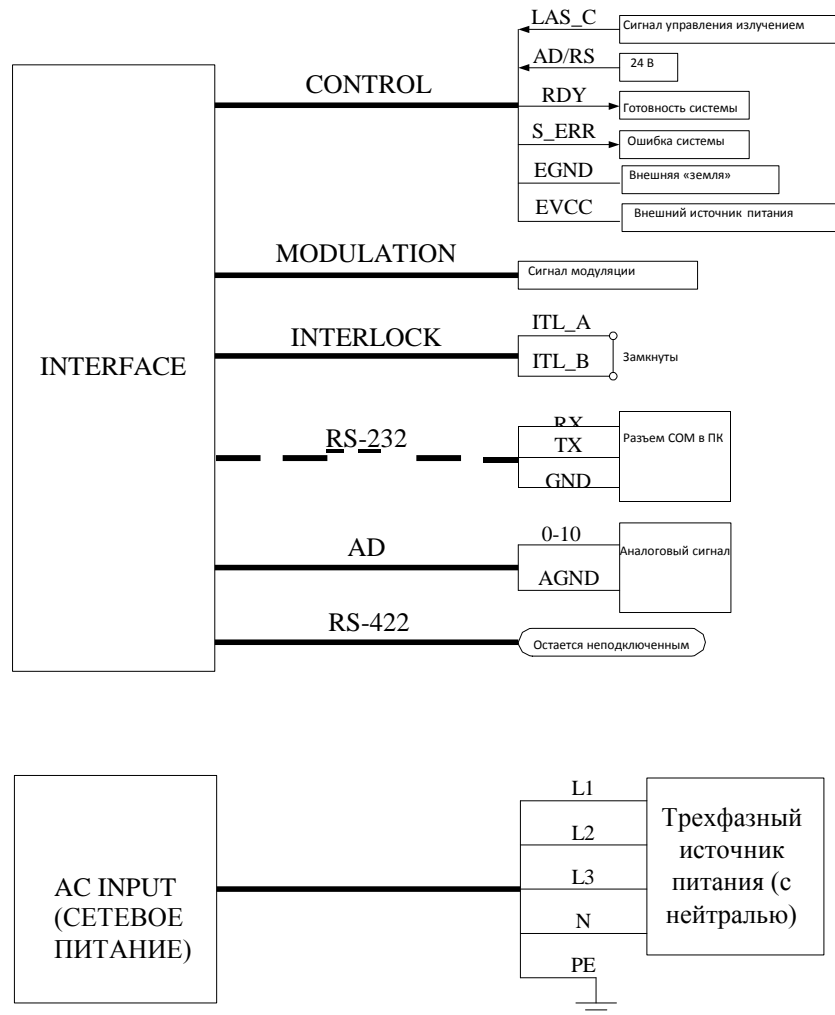 LAS_C
Сигнал управления излучением
AD/RS
24 В
CONTROL
RDY
Готовность системы
S_ERR
Ошибка системы
EGND
Внешняя «земля»
EVCC
Внешний источник питания
MODULATION
Сигнал модуляции
INTERLOCK
ITL_A
ITL_B
Замкнуты
INTERFACE
RS-232
RX
TX
GND
Разъем COM в ПК
AD
0-10
AGND
Аналоговый сигнал
RS-422
Остается неподключенным
AC INPUT
(СЕТЕВОЕ
ПИТАНИЕ)
L1
L2
L3
N
PE
Трехфазный
источник
питания (с
нейтралью)